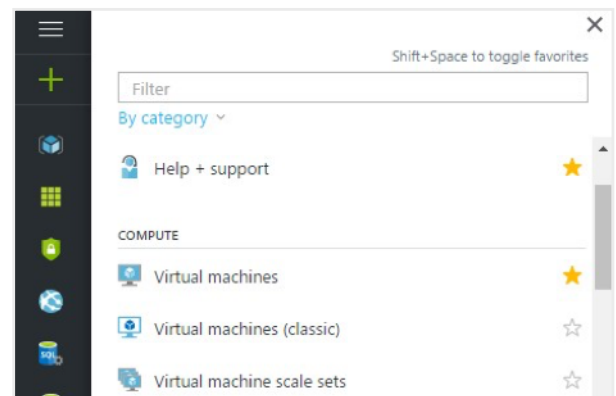 Shift+Space to toggle favorites
Filter
By category
Help + support
COMPUTE
Virtual machines
Virtual machines (classic)
Virtual machine scale sets
SQL